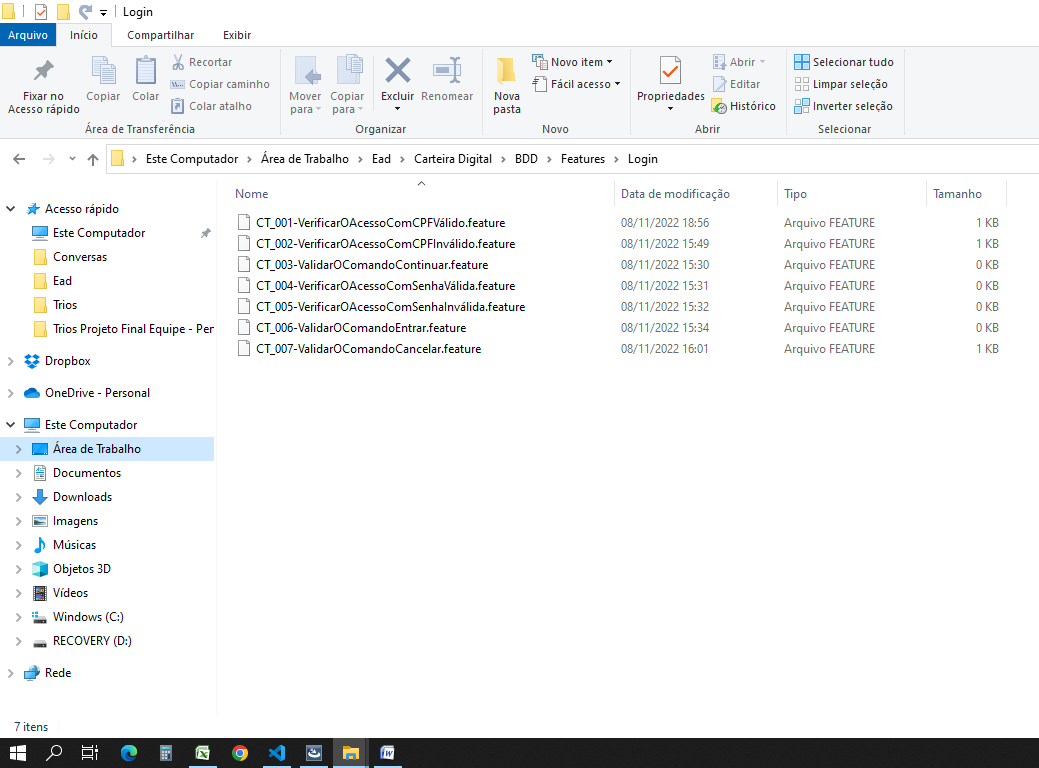 Login
Arquivo Início Compartilhar Exibir
Fixar no Acesso rápido
Copiar
Colar
Recortar
Copiar caminho
Colar atalho
Área de Transferência
Mover para
Copiar para
Excluir
Renomear
Organizar
Nova pasta
Novo item
Fácil acesso
Novo
Propriedades
Abrir
Editar
Histórico
Abrir
Selecionar tudo
Limpar seleção
Inverter seleção
Selecionar
Este Computador > Área de Trabalho > Ead > Carteira Digital > BDD > Features > Login
Acesso rápido
Este Computador
Conversas
Ead
Trios
Trios Projeto Final Equipe - Per
Dropbox
OneDrive - Personal
Este Computador
Área de Trabalho
Documentos
Downloads
Imagens
Músicas
Objetos 3D
Vídeos
Windows (C:)
RECOVERY (D:)
Rede
Nome Data de modificação Tipo Tamanho
CT_001-VerificarOAcessoComCPFVálido.feature 08/11/2022 18:56 Arquivo FEATURE 1 KB
CT_002-VerificarOAcessoComCPFInválido.feature 08/11/2022 15:49 Arquivo FEATURE 1 KB
CT_003-ValidarOComandoContinuar.feature 08/11/2022 15:30 Arquivo FEATURE 0 KB
CT_004-VerificarOAcessoComSenhaVálida.feature 08/11/2022 15:31 Arquivo FEATURE 0 KB
CT_005-VerificarOAcessoComSenhaInválida.feature 08/11/2022 15:32 Arquivo FEATURE 0 KB
CT_006-ValidarOComandoEntrar.feature 08/11/2022 15:34 Arquivo FEATURE 0 KB
CT_007-ValidarOComandoCancelar.feature 08/11/2022 16:01 Arquivo FEATURE 1 KB
7 itens